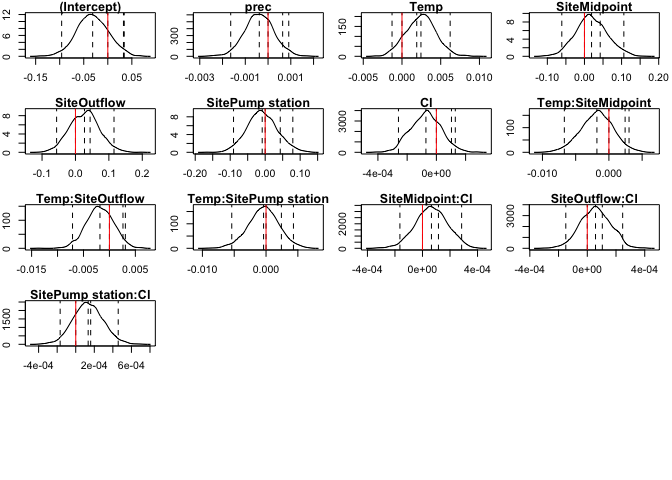 (Intercept)
0 6 12
-0.15 -0.05 0.05
prec
0 300
-0.003 -0.001 0.001
Temp
0 150
-0.005 0.000 0.005 0.010
SiteMidpoint
0 4 8
-0.10 0.00 0.10 0.20
SiteOutflow
0 4 8
-0.1 0.0 0.1 0.2
SitePump station
0 4 8
-0.20 -0.10 0.00 0.10
Cl
0 3000
-4e-04 0e+00
Temp:SiteMidpoint
0 100
-0.010 0.000
Temp:SiteOutflow
0 100
-0.015 -0.005 0.005
Temp:SitePump station
0 100
-0.010 0.000
SiteMidpoint:Cl
0 2000
-4e-04 0e+00 4e-04
SiteOutflow:Cl
0 3000
-4e-04 0e+00 4e-04
SitePump station:Cl
0 1500
-4e-04 2e-04 6e-04